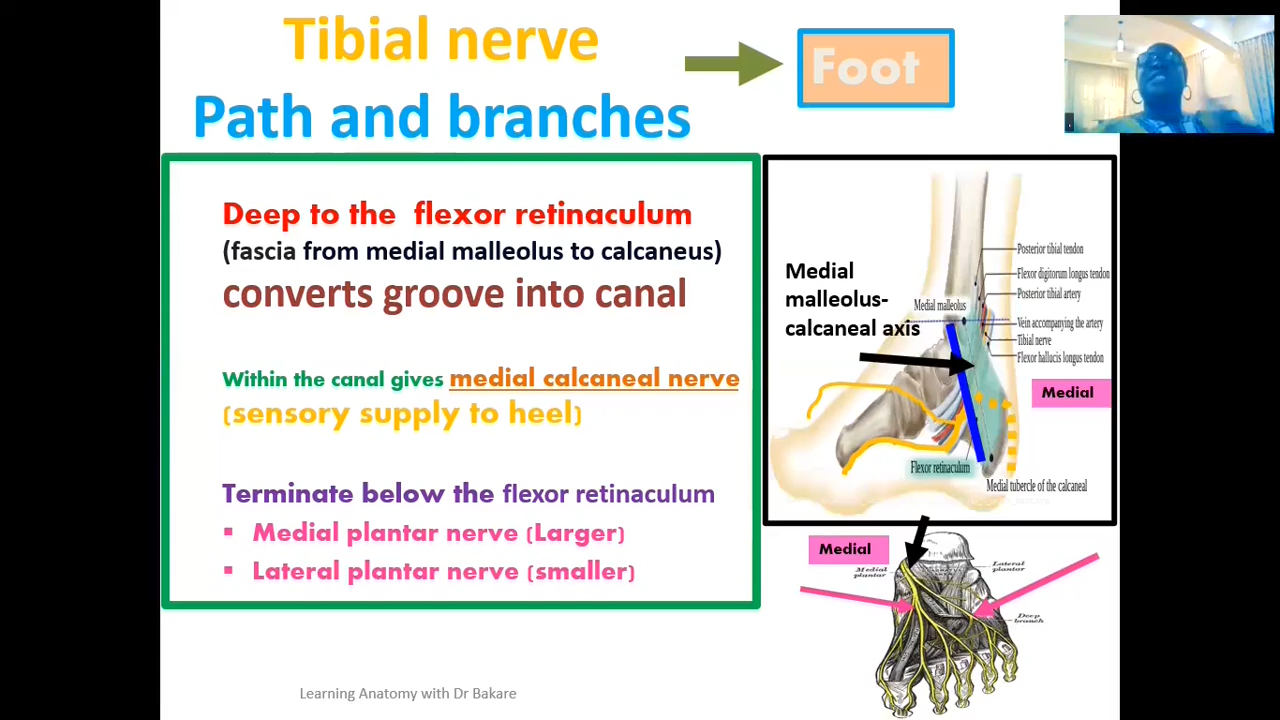 Tibial nerve
Path and branches
Foot
Deep to the flexor retinaculum
(fascia from medial malleolus to calcaneus)
converts groove into canal
Within the canal gives medial calcaneal nerve
(sensory supply to heel)
Terminate below the flexor retinaculum
▪ Medial plantar nerve (Larger)
▪ Lateral plantar nerve (smaller)
Medial
malleolus-
calcaneal axis
Medial malleolus
Posterior tibial tendon
Flexor digitorum longus tendon
Posterior tibial artery
Vein accompanying the artery
Tibial nerve
Flexor hallucis longus tendon
Medial
Flexor retinaculum
Medial tubercle of the calcaneal
Medial
Medial
plantar
Lateral
plantar
Deep
branch
Learning Anatomy with Dr Bakare